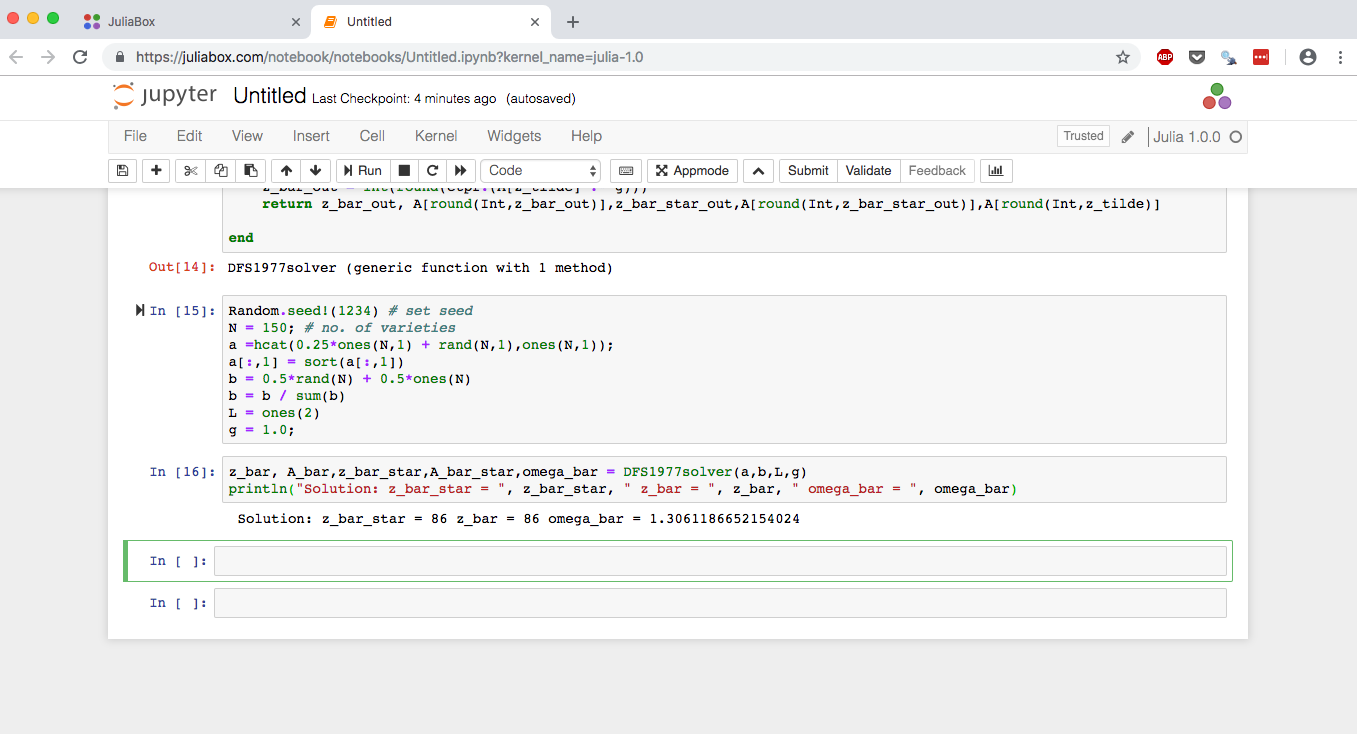 JuliaBox
Untitled
https://juliabox.com/notebook/notebooks/Untitled.ipynb?kernel_name=julia-1.0
ABP
jupyter Untitled Last Checkpoint: 4 minutes ago (autosaved)
File Edit View Insert Cell Kernel Widgets Help Trusted Julia 1.0.0
Run Code Appmode Submit Validate Feedback
z_bar_out = Int(round(
return z_bar_out, A[round(Int,z_bar_out)],z_bar_star_out,A[round(Int,z_bar_star_out)],A[round(Int,z_tilde)]
end
Out[14]: DFS1977solver (generic function with 1 method)
In [15]: Random.seed!(1234) # set seed
N = 150; # no. of varieties
a =hcat(0.25*ones(N,1) + rand(N,1),ones(N,1));
a[:,1] = sort(a[:,1])
b = 0.5*rand(N) + 0.5*ones(N)
b = b / sum(b)
L = ones(2)
g = 1.0;
In [16]: z_bar, A_bar,z_bar_star,A_bar_star,omega_bar = DFS1977solver(a,b,L,g)
println("Solution: z_bar_star = ", z_bar_star, " z_bar = ", z_bar, " omega_bar = ", omega_bar)
Solution: z_bar_star = 86 z_bar = 86 omega_bar = 1.3061186652154024
In [ ]:
In [ ]: